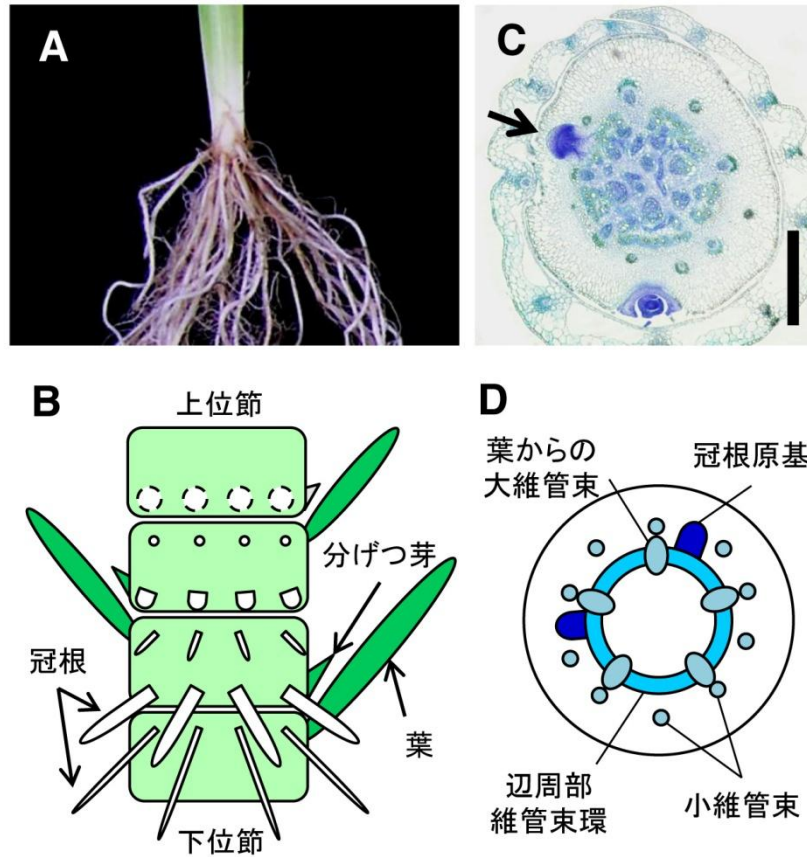 A
C
B
上位節
分げつ芽
冠根
葉
下位節
D
葉からの
大維管束
冠根原基
辺周部
維管束環
小維管束